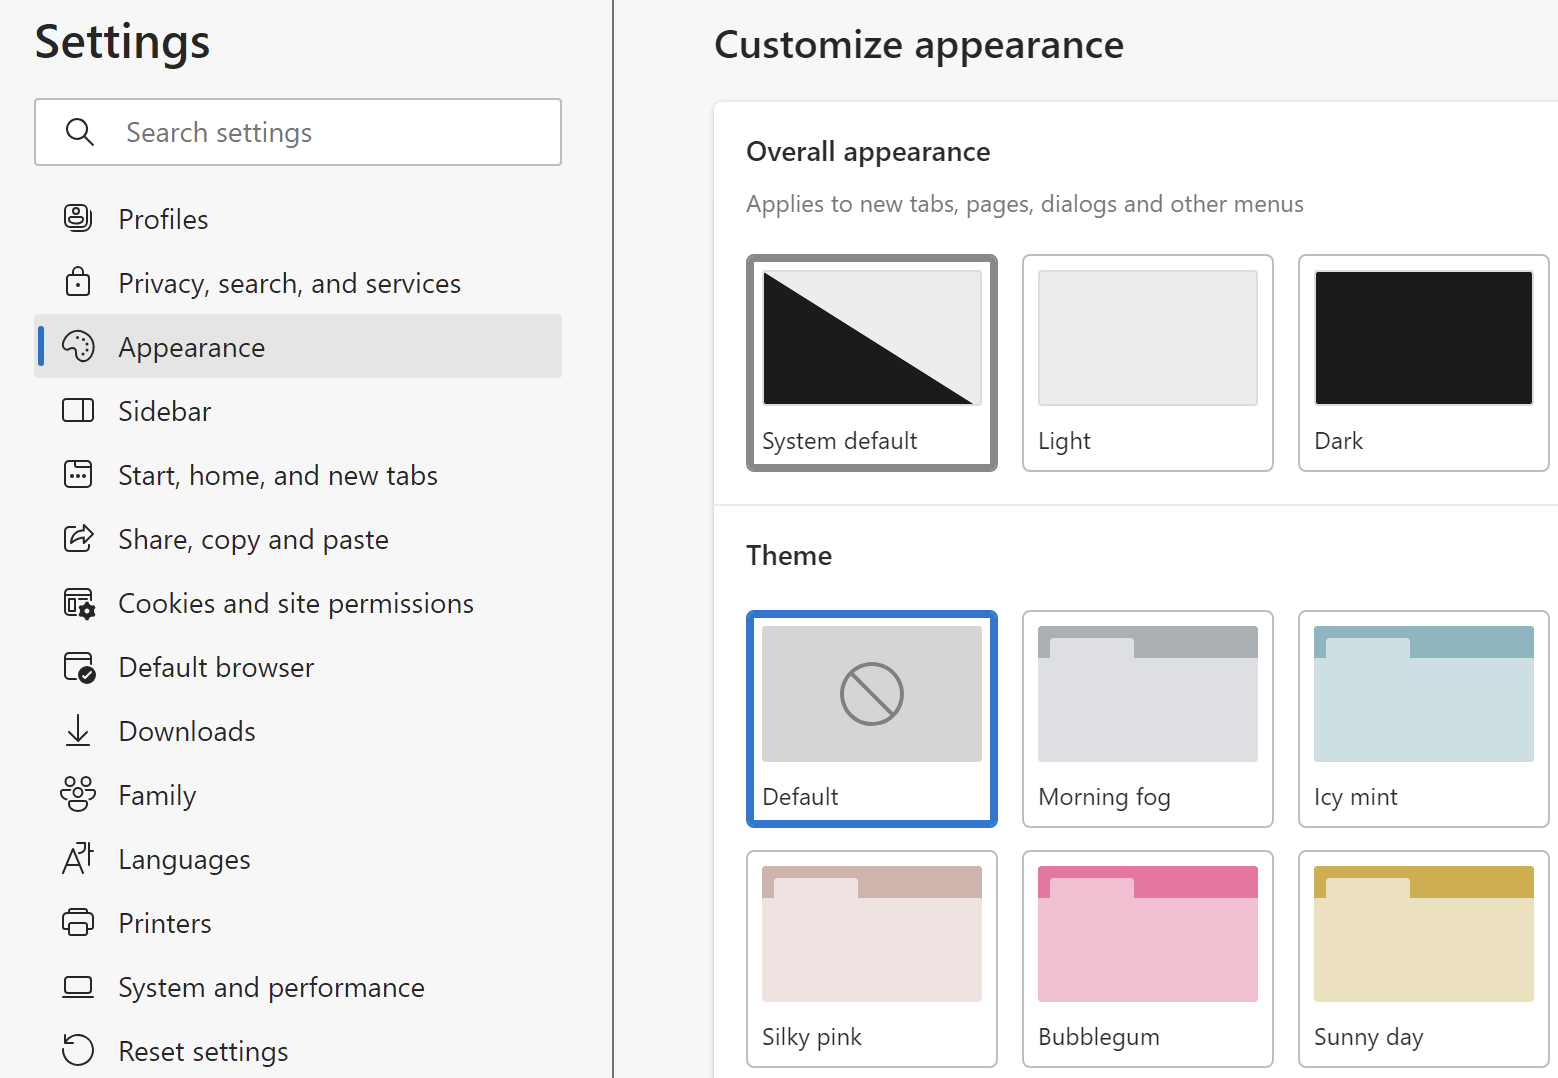 Settings
Search settings
Profiles
Privacy, search, and services
Appearance
Sidebar
Start, home, and new tabs
Share, copy and paste
Cookies and site permissions
Default browser
Downloads
Family
Languages
Printers
System and performance
Reset settings
Customize appearance
Overall appearance
Applies to new tabs, pages, dialogs and other menus
System default
Light
Dark
Theme
Default
Morning fog
Icy mint
Silky pink
Bubblegum
Sunny day